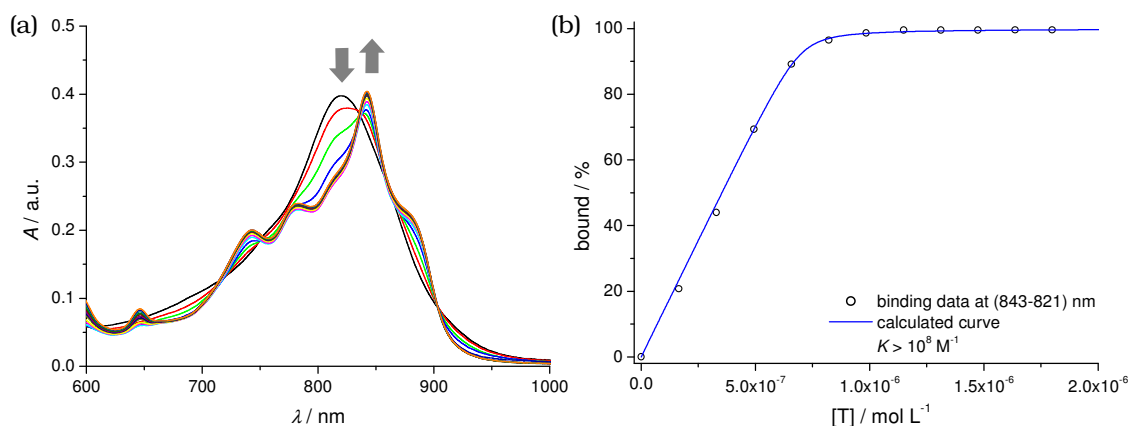 (a)
0.5
0.4
0.3
0.2
0.1
0.0
A / a.u.
600
700
800
900
1000
λ / nm
(b)
100
80
60
40
20
0
bound / %
binding data at (843-821) nm
calculated curve
K > 10⁸ M⁻¹
0.0
5.0x10⁻⁷
1.0x10⁻⁶
1.5x10⁻⁶
2.0x10⁻⁶
[T] / mol L⁻¹